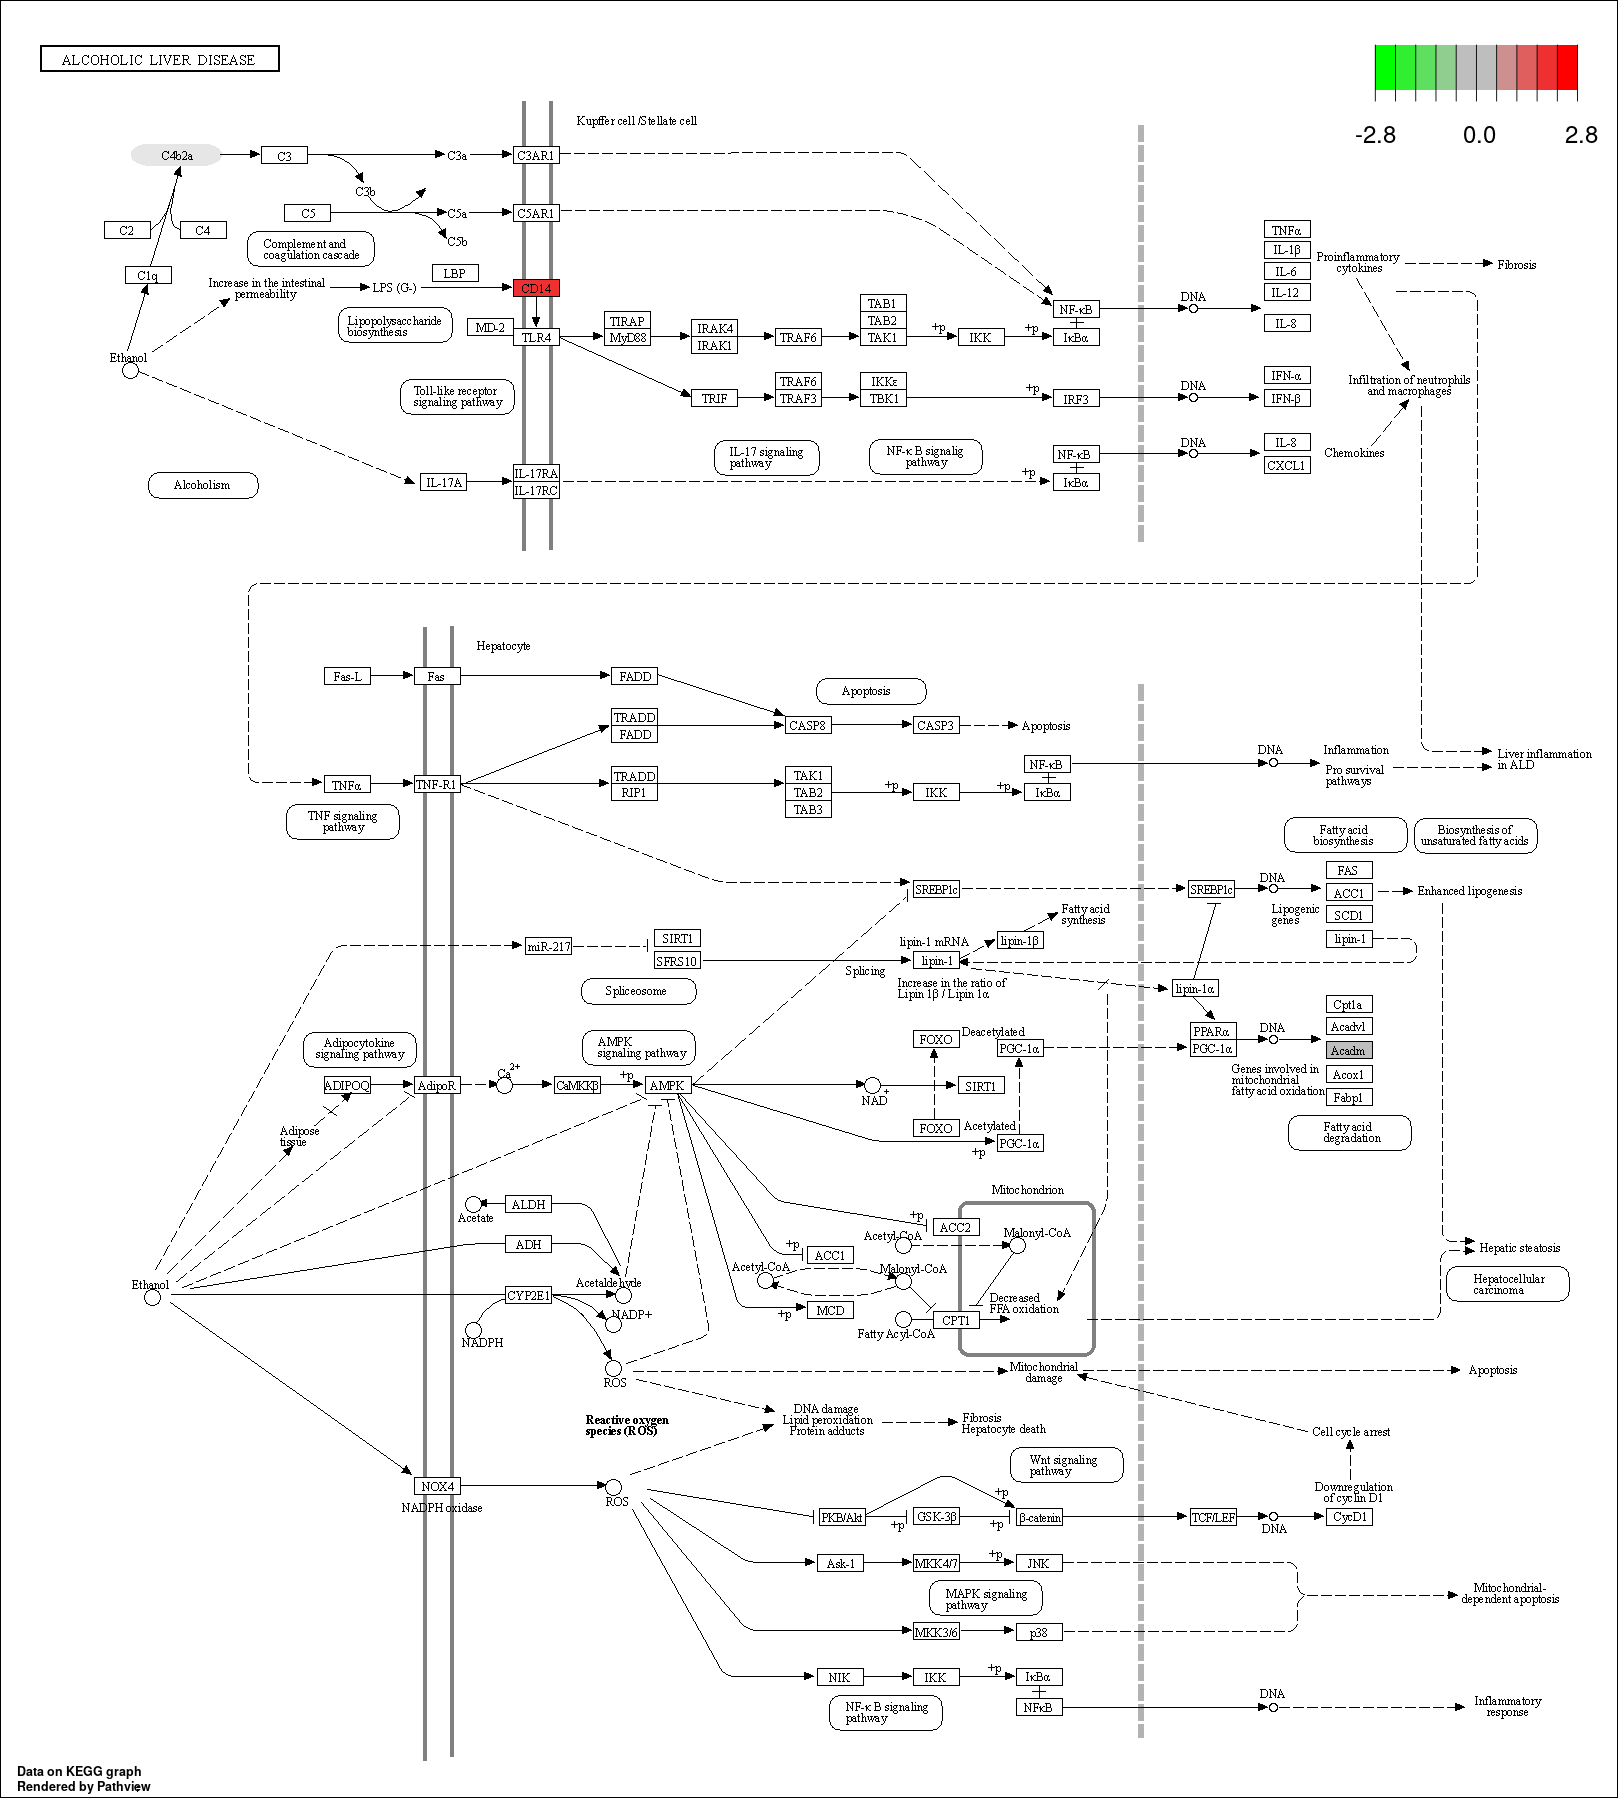 ALCOHOLIC LIVER DISEASE
-2.8 0.0 2.8
Kupffer cell /Stellate cell
C4b2a
C3
C3a
C3AR1
C3b
C5
C5a
C5AR1
C5b
C2
C4
C1q
Complement and
coagulation cascade
LBP
Increase in the intestinal
permeability
LPS (G-)
CD14
Lipopolysaccharide
biosynthesis
MD-2
TLR4
TIRAP
MyD88
IRAK4
IRAK1
TRAF6
TAB1
TAB2
TAK1
+p
IKK
+p
NF-κB
IκBα
DNA
TNFα
IL-1β
IL-6
IL-12
IL-8
Proinflammatory
cytokines
Fibrosis
Ethanol
Toll-like receptor
signaling pathway
TRIF
TRAF6
TRAF3
IKKε
TBK1
+p
IRF3
DNA
IFN-α
IFN-β
Infiltration of neutrophils
and macrophages
IL-17 signaling
pathway
NF-κ B signalig
pathway
NF-κB
IκBα
DNA
IL-8
CXCL1
Chemokines
Alcoholism
IL-17A
IL-17RA
IL-17RC
+p
Hepatocyte
Fas-L
Fas
FADD
Apoptosis
TRADD
FADD
CASP8
CASP3
Apoptosis
TNFα
TNF-R1
TRADD
RIP1
TAK1
TAB2
TAB3
+p
IKK
+p
NF-κB
IκBα
DNA
Inflammation
Pro survival
pathways
Liver inflammation
in ALD
TNF signaling
pathway
Fatty acid
biosynthesis
Biosynthesis of
unsaturated fatty acids
SREBP1c
SREBP1c
DNA
FAS
ACC1
SCD1
lipin-1
Lipogenic
genes
Enhanced lipogenesis
miR-217
SIRT1
SFRS10
Splicing
lipin-1 mRNA
lipin-1
lipin-1β
Fatty acid
synthesis
Increase in the ratio of
Lipin 1β / Lipin 1α
lipin-1α
Spliceosome
Adipocytokine
signaling pathway
AMPK
signaling pathway
FOXO
Deacetylated
PGC-1α
PPARα
PGC-1α
DNA
Cpt1a
Acadvl
Acadm
Acox1
Fabp1
Genes involved in
mitochondrial
fatty acid oxidation
Fatty acid
degradation
ADIPOQ
AdipoR
Ca2+
CaMKKβ
+p
AMPK
NAD+
SIRT1
FOXO
Acetylated
PGC-1α
+p
Adipose
tissue
Mitochondrion
Acetate
ALDH
ADH
+p
ACC2
Acetyl-CoA
Malonyl-CoA
+p
ACC1
Acetyl-CoA
Malonyl-CoA
+p
MCD
Fatty Acyl-CoA
CPT1
Decreased
FFA oxidation
Hepatic steatosis
Hepatocellular
carcinoma
Ethanol
CYP2E1
Acetaldehyde
NADP+
NADPH
ROS
Mitochondrial
damage
Apoptosis
Reactive oxygen
species (ROS)
DNA damage
Lipid peroxidation
Protein adducts
Fibrosis
Hepatocyte death
Cell cycle arrest
Wnt signaling
pathway
NOX4
NADPH oxidase
ROS
Downregulation
of cyclin D1
PKB/Akt
+p
GSK-3β
+p
+p
β-catenin
TCF/LEF
DNA
CycD1
Ask-1
MKK4/7
+p
JNK
MAPK signaling
pathway
Mitochondrial-
dependent apoptosis
MKK3/6
p38
NIK
IKK
+p
IκBα
NFκB
DNA
Inflammatory
response
NF-κ B signaling
pathway
Data on KEGG graph
Rendered by Pathview